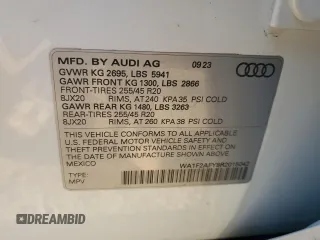 MFD. BY AUDI AG 09 23
GVWR KG 2695, LBS 5941
GAWR FRONT KG 1300, LBS 2866
FRONT-TIRES 255/45 R20
8JX20 RIMS, AT 240 KPA 35 PSI COLD
GAWR REAR KG 1480, LBS 3263
REAR-TIRES 255/45 R20
8JX20 RIMS, AT 260 KPA 38 PSI COLD
THIS VEHICLE CONFORMS TO ALL APPLICABLE
FEDERAL MOTOR VEHICLE SAFETY AND THEFT
PREVENTION STANDARDS IN EFFECT ON THE DATE
OF MANUFACTURE SHOWN ABOVE. MADE IN
MEXICO
VEHICLE
TYPE:
MPV